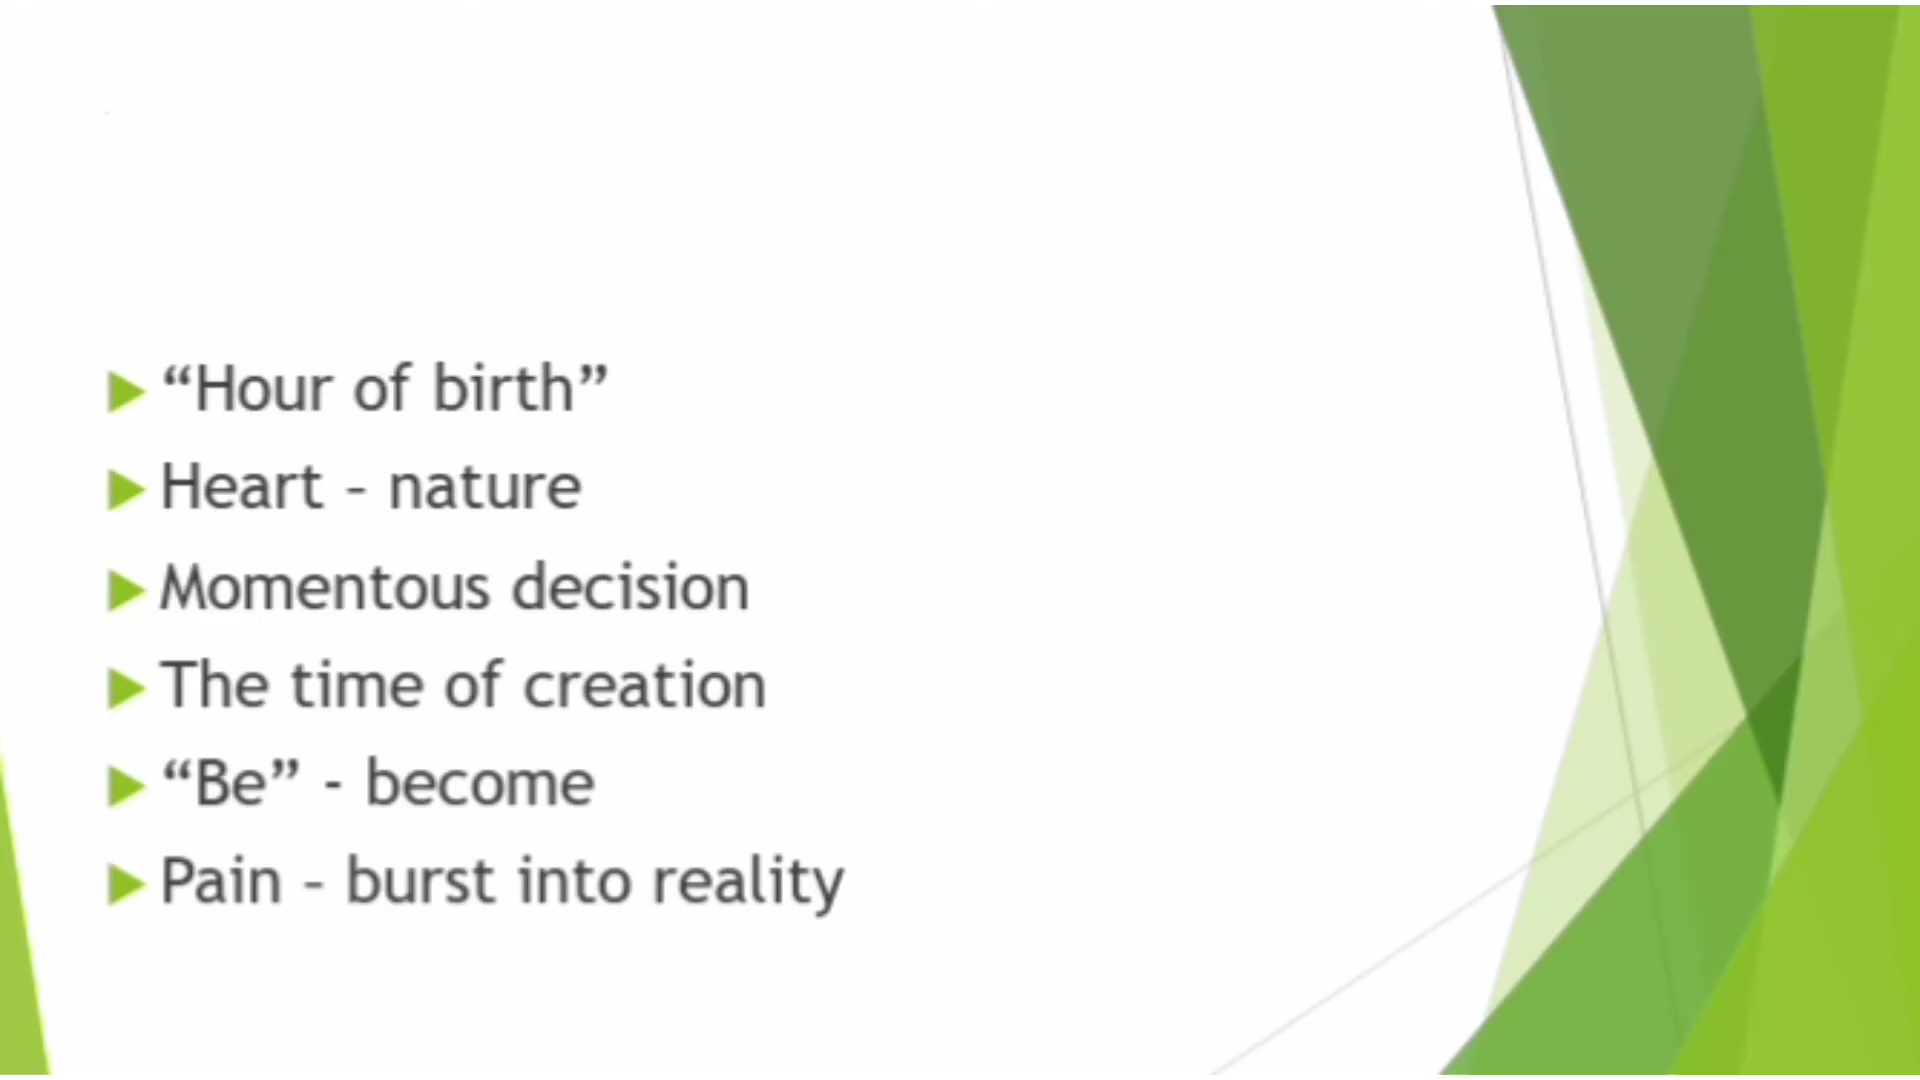 “Hour of birth”
Heart – nature
Momentous decision
The time of creation
“Be” - become
Pain – burst into reality